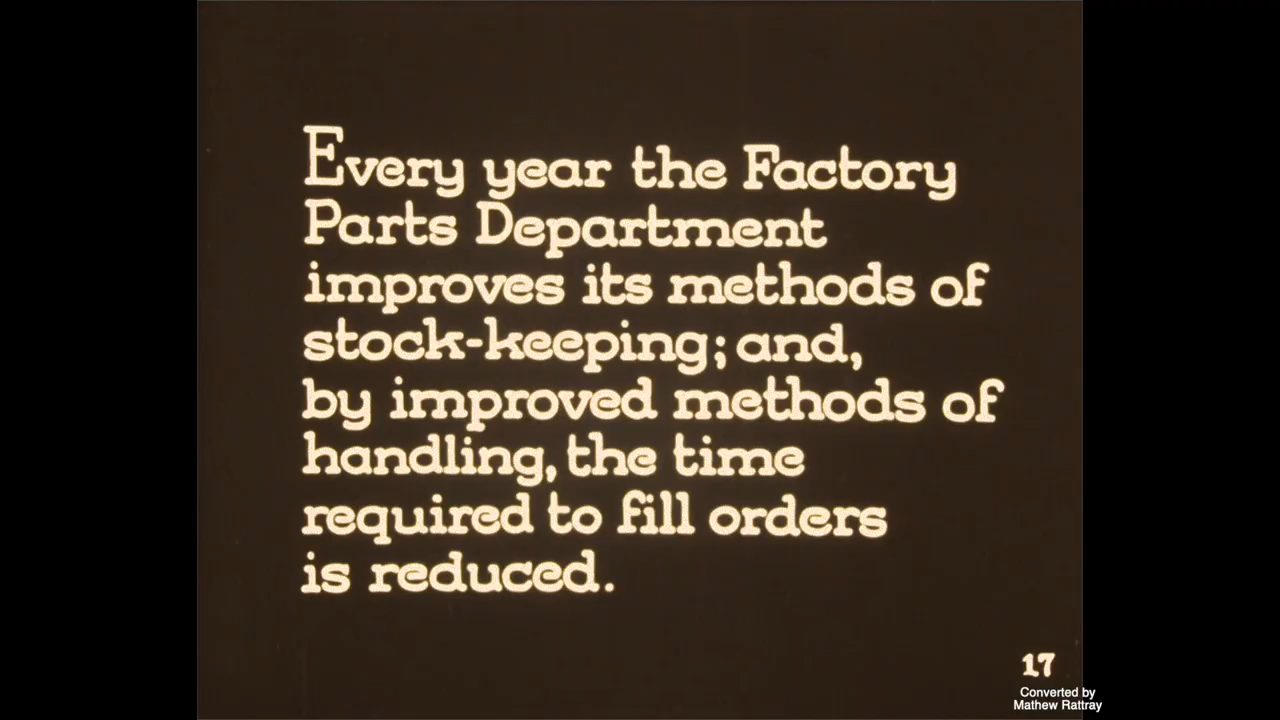 Every year the Factory
Parts Department
improves its methods of
stock-keeping; and,
by improved methods of
handling, the time
required to fill orders
is reduced.
17
Converted by
Mathew Rattray